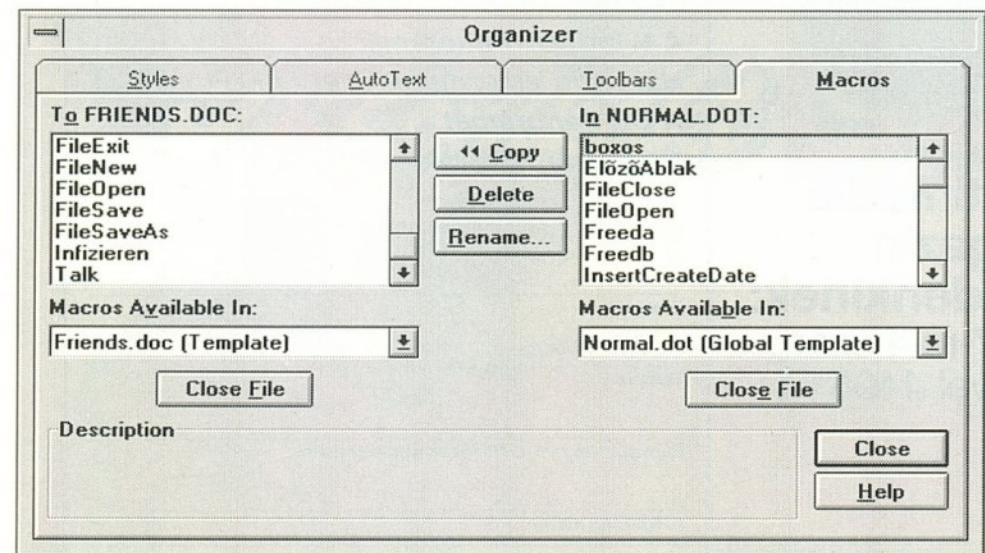 Organizer
Styles AutoText Toolbars Macros
To FRIENDS.DOC:
FileExit
FileNew
FileOpen
FileSave
FileSaveAs
Infizieren
Talk
Copy
Delete
Rename...
In NORMAL.DOT:
boxos
ElõzõAblak
FileClose
FileOpen
Freeda
Freedb
InsertCreateDate
Macros Available In:
Friends.doc (Template)
Close File
Macros Available In:
Normal.dot (Global Template)
Close File
Description
Close
Help